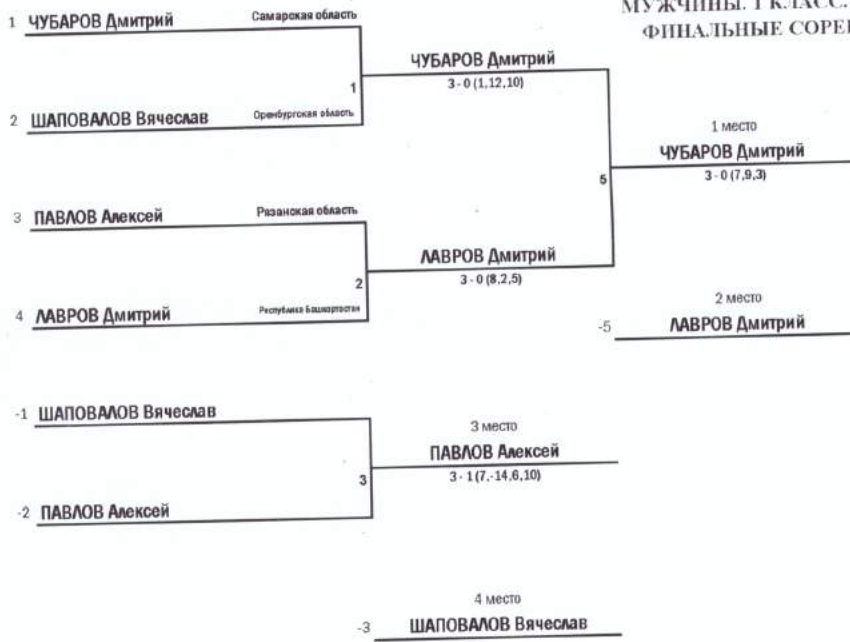 МУЖЧИНЫ. 1 КЛАСС.
ФИНАЛЬНЫЕ
1 ЧУБАРОВ Дмитрий Самарская область
ЧУБАРОВ Дмитрий
3 - 0 (1,12,10)
1
2 ШАПОВАЛОВ Вячеслав Оренбургская область
1 место
ЧУБАРОВ Дмитрий
3 - 0 (7,9,3)
5
3 ПАВЛОВ Алексей Рязанская область
ЛАВРОВ Дмитрий
3 - 0 (8,2,5)
2
4 ЛАВРОВ Дмитрий Республика Башкортостан
2 место
-5 ЛАВРОВ Дмитрий
-1 ШАПОВАЛОВ Вячеслав
3 место
ПАВЛОВ Алексей
3 - 1 (7,-14,6,10)
3
-2 ПАВЛОВ Алексей
4 место
-3 ШАПОВАЛОВ Вячеслав